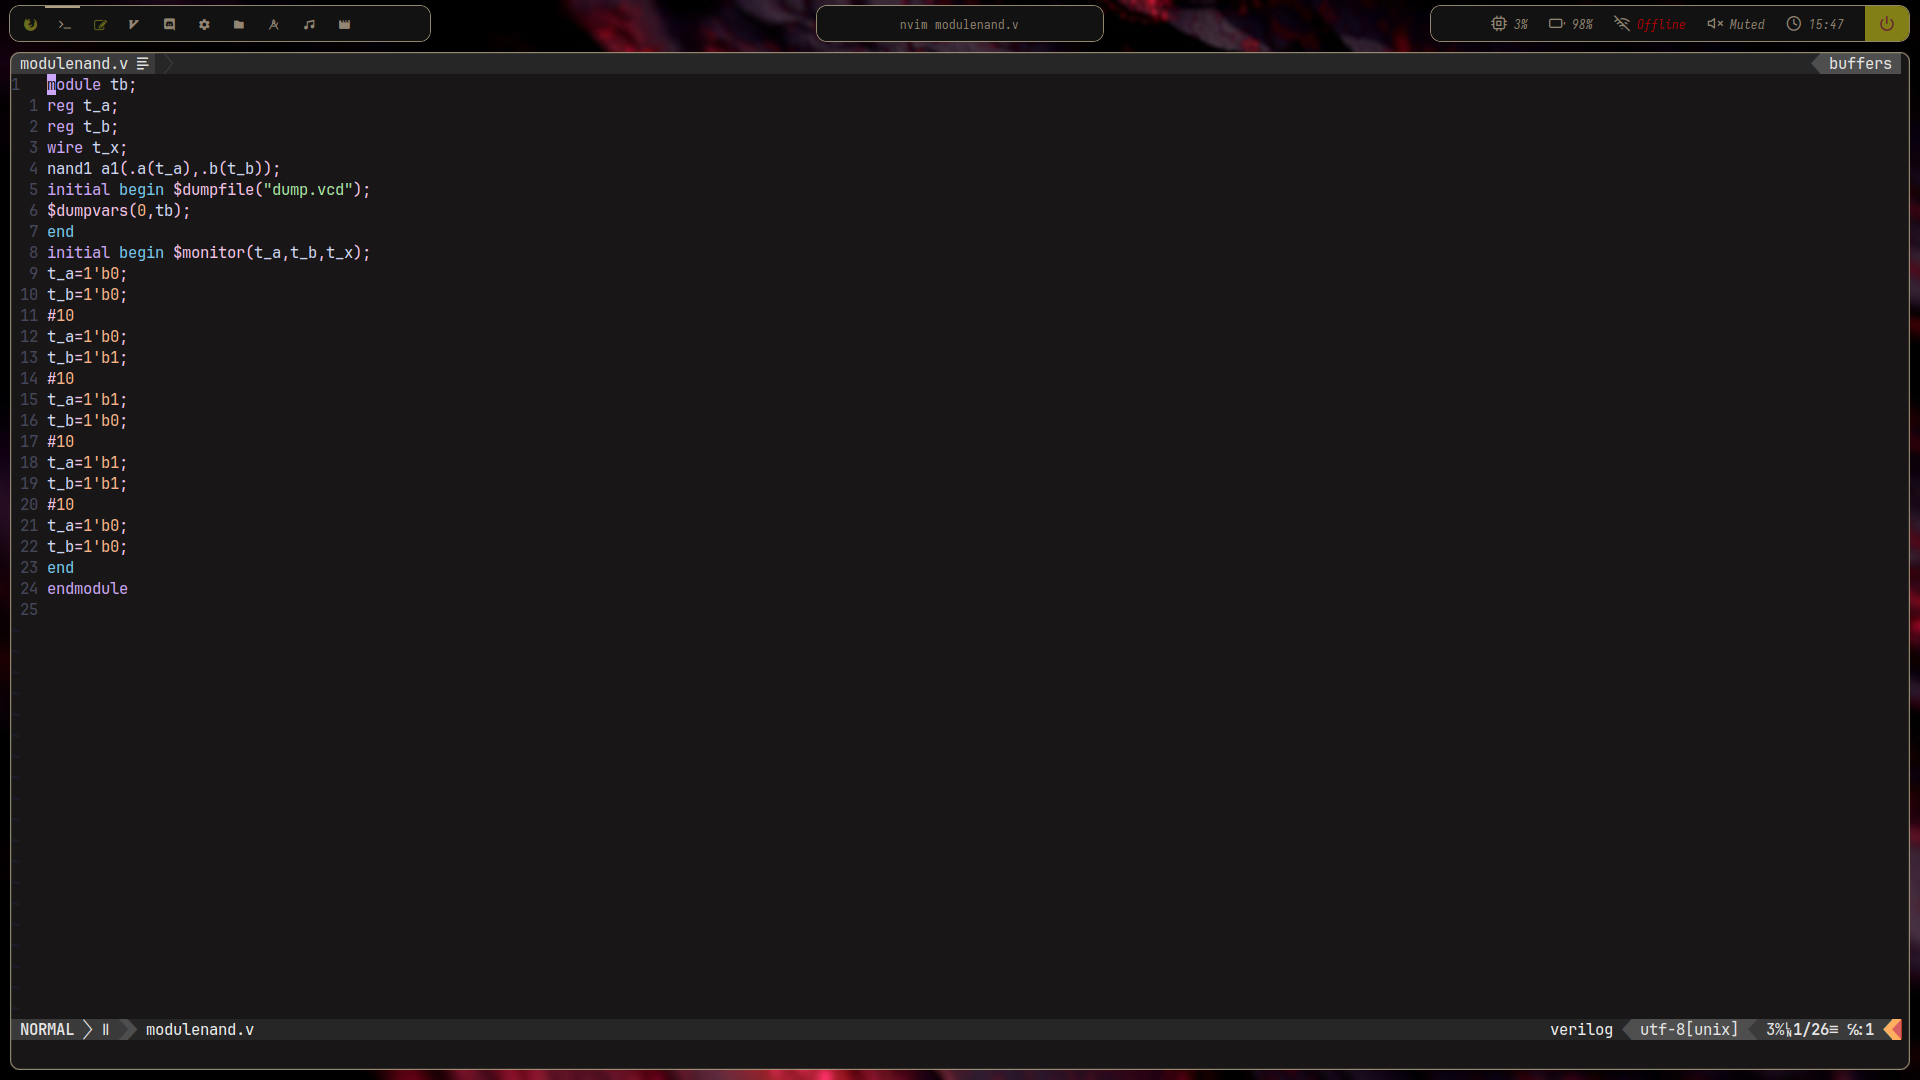 nvim modulenand.v
3%
98%
Offline
Muted
15:47
modulenand.v
buffers
1 module tb;
1 reg t_a;
2 reg t_b;
3 wire t_x;
4 nand1 a1(.a(t_a),.b(t_b));
5 initial begin $dumpfile("dump.vcd");
6 $dumpvars(0,tb);
7 end
8 initial begin $monitor(t_a,t_b,t_x);
9 t_a=1'b0;
10 t_b=1'b0;
11 #10
12 t_a=1'b0;
13 t_b=1'b1;
14 #10
15 t_a=1'b1;
16 t_b=1'b0;
17 #10
18 t_a=1'b1;
19 t_b=1'b1;
20 #10
21 t_a=1'b0;
22 t_b=1'b0;
23 end
24 endmodule
25
NORMAL
modulenand.v
verilog
utf-8[unix]
3% 1/26≡ ℅:1